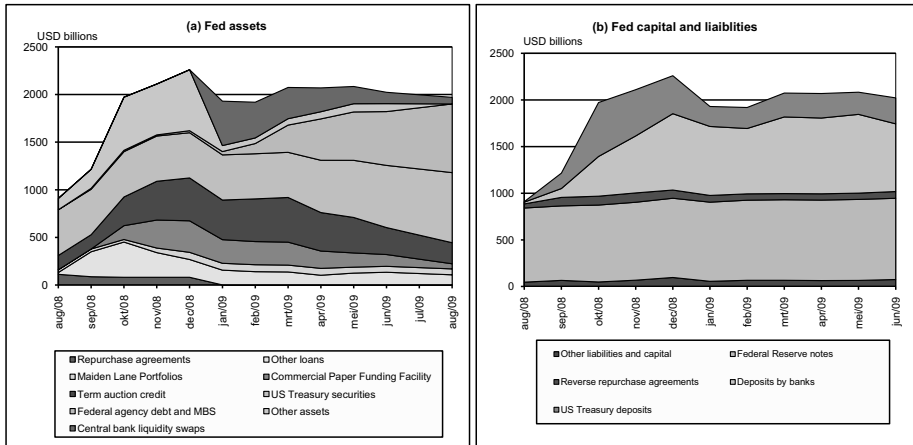 (a) Fed assets
USD billions
2500
2000
1500
1000
500
0
aug/08
sep/08
okt/08
nov/08
dec/08
jan/09
feb/09
mrt/09
apr/09
mei/09
jun/09
jul/09
aug/09
Repurchase agreements
Other loans
Maiden Lane Portfolios
Commercial Paper Funding Facility
Term auction credit
US Treasury securities
Federal agency debt and MBS
Other assets
Central bank liquidity swaps
(b) Fed capital and liaiblities
USD billions
2500
2000
1500
1000
500
0
aug/08
sep/08
okt/08
nov/08
dec/08
jan/09
feb/09
mrt/09
apr/09
mei/09
jun/09
Other liabilities and capital
Federal Reserve notes
Reverse repurchase agreements
Deposits by banks
US Treasury deposits